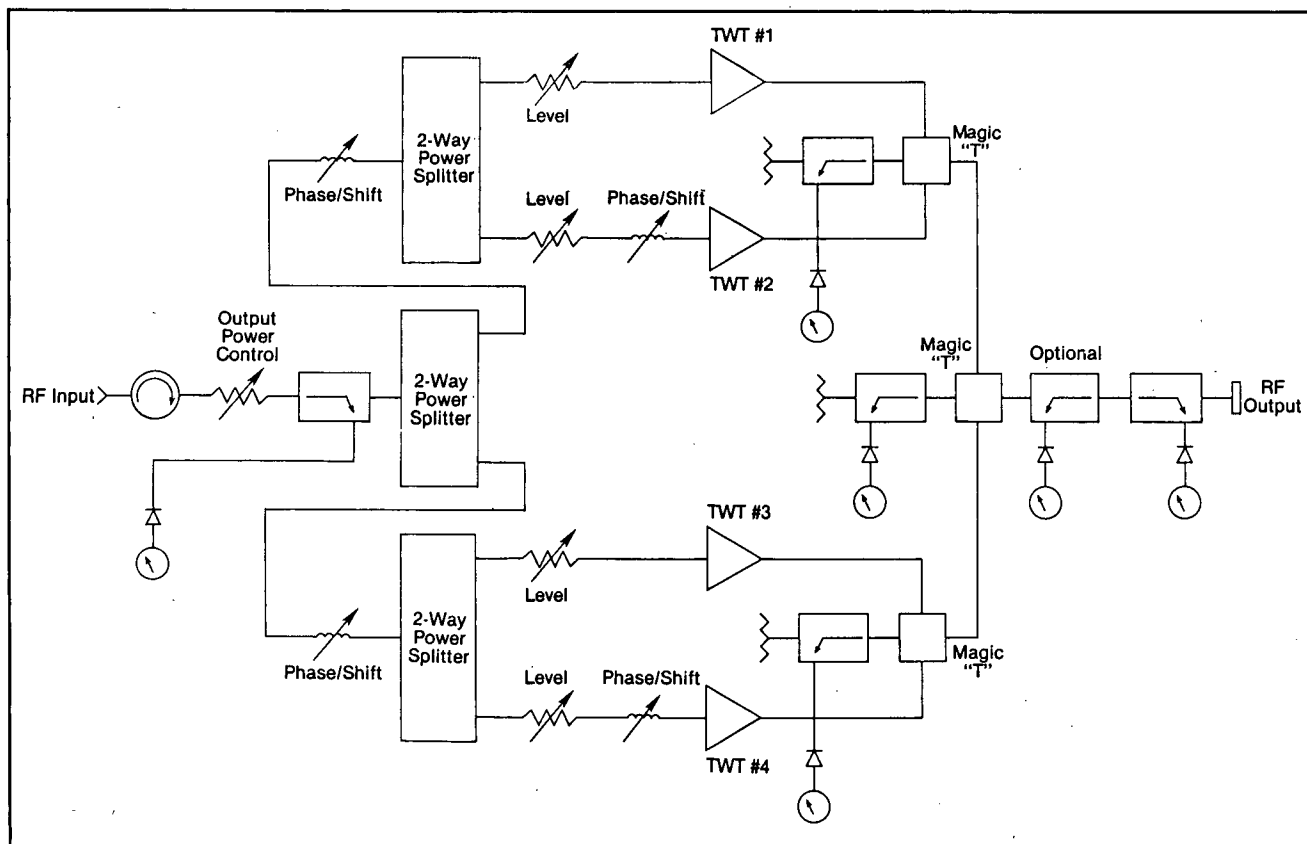 TWT #1
Level
Magic
"T"
2-Way
Power
Splitter
Phase/Shift
Level
Phase/Shift
TWT #2
Output
Power
Control
RF Input
2-Way
Power
Splitter
Magic
"T"
Optional
RF
Output
TWT #3
Level
2-Way
Power
Splitter
Phase/Shift
Level
Phase/Shift
Magic
"T"
TWT #4